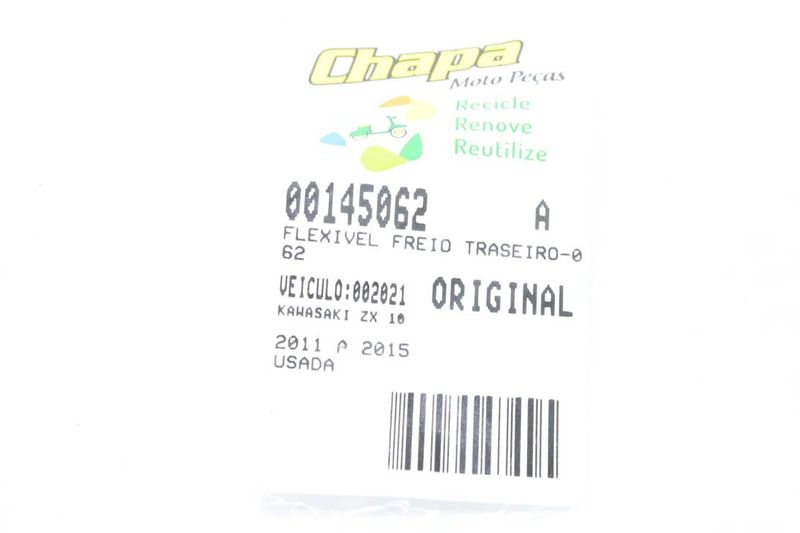 Chapa
Moto Peças
Recicle
Renove
Reutilize
00145062 A
FLEXIVEL FREIO TRASEIRO-0
62
VEICULO:002021 ORIGINAL
KAWASAKI ZX 10
2011 A 2015
USADA